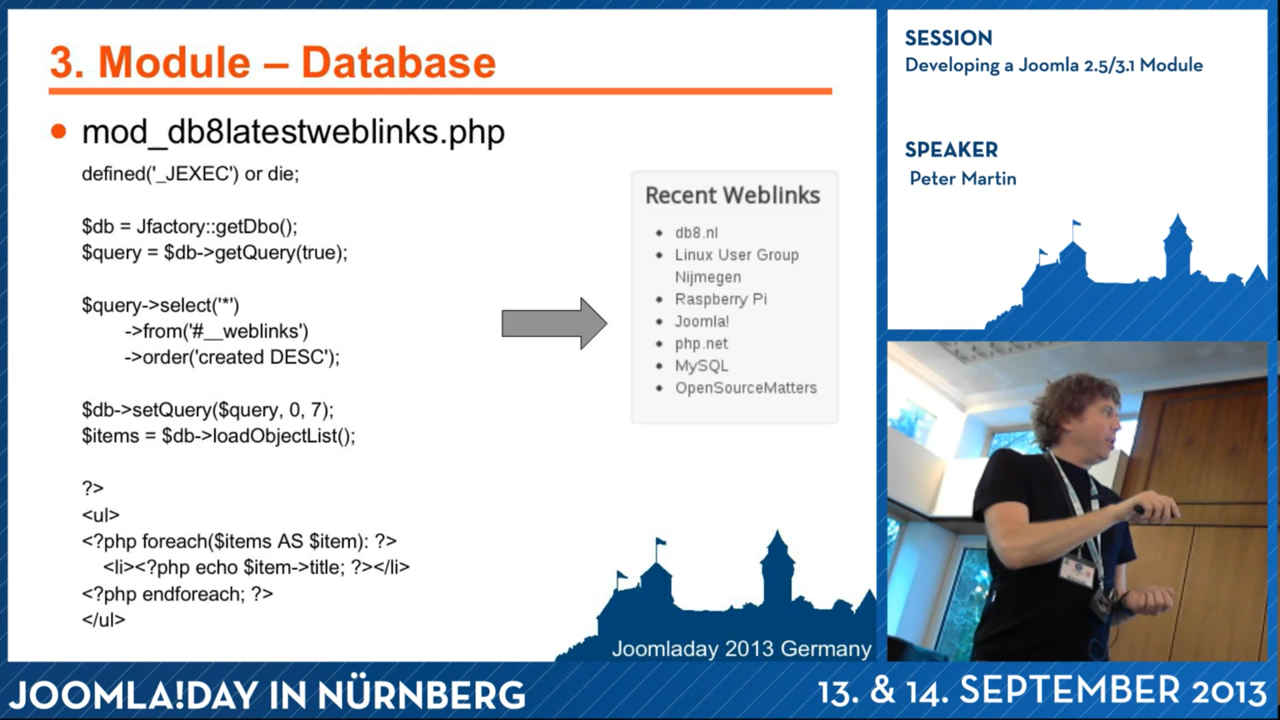 3. Module – Database
mod_db8latestweblinks.php
defined('_JEXEC') or die;
$db = Jfactory::getDbo();
$query = $db->getQuery(true);
$query->select('*')
->from('#__weblinks')
->order('created DESC');
$db->setQuery($query, 0, 7);
$items = $db->loadObjectList();
?>
<ul>
<?php foreach($items AS $item): ?>
<li><?php echo $item->title; ?></li>
<?php endforeach; ?>
</ul>
Recent Weblinks
db8.nl
Linux User Group
Nijmegen
Raspberry Pi
Joomla!
php.net
MySQL
OpenSourceMatters
Joomladay 2013 Germany
SESSION
Developing a Joomla 2.5/3.1 Module
SPEAKER
Peter Martin
JOOMLA!DAY IN NÜRNBERG
13. & 14. SEPTEMBER 2013